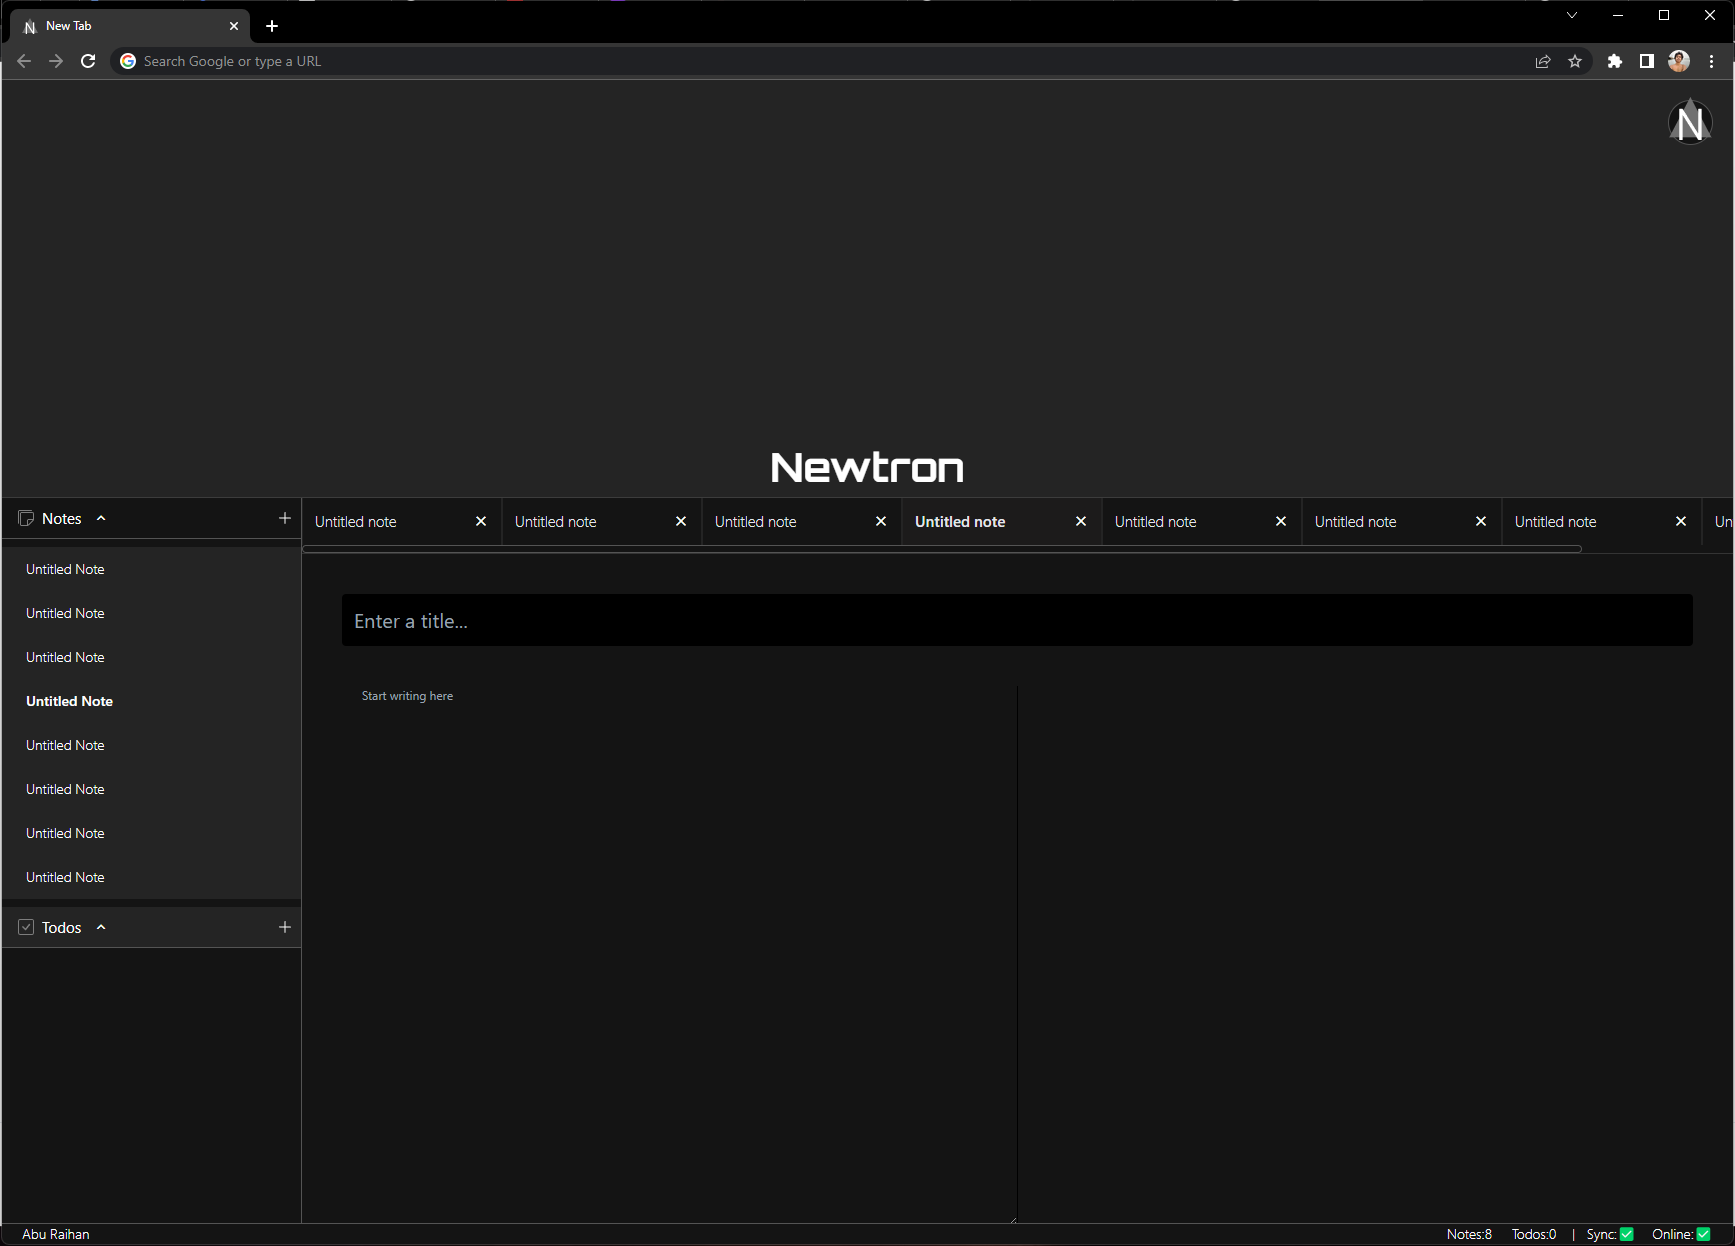 New Tab
Search Google or type a URL
N
Newtron
Notes
Untitled note Untitled note Untitled note Untitled note Untitled note Untitled note Untitled note Un
Untitled Note
Untitled Note
Untitled Note
Untitled Note
Untitled Note
Untitled Note
Untitled Note
Untitled Note
Enter a title...
Start writing here
Todos
Abu Raihan
Notes:8 Todos:0 | Sync:✅ Online:✅